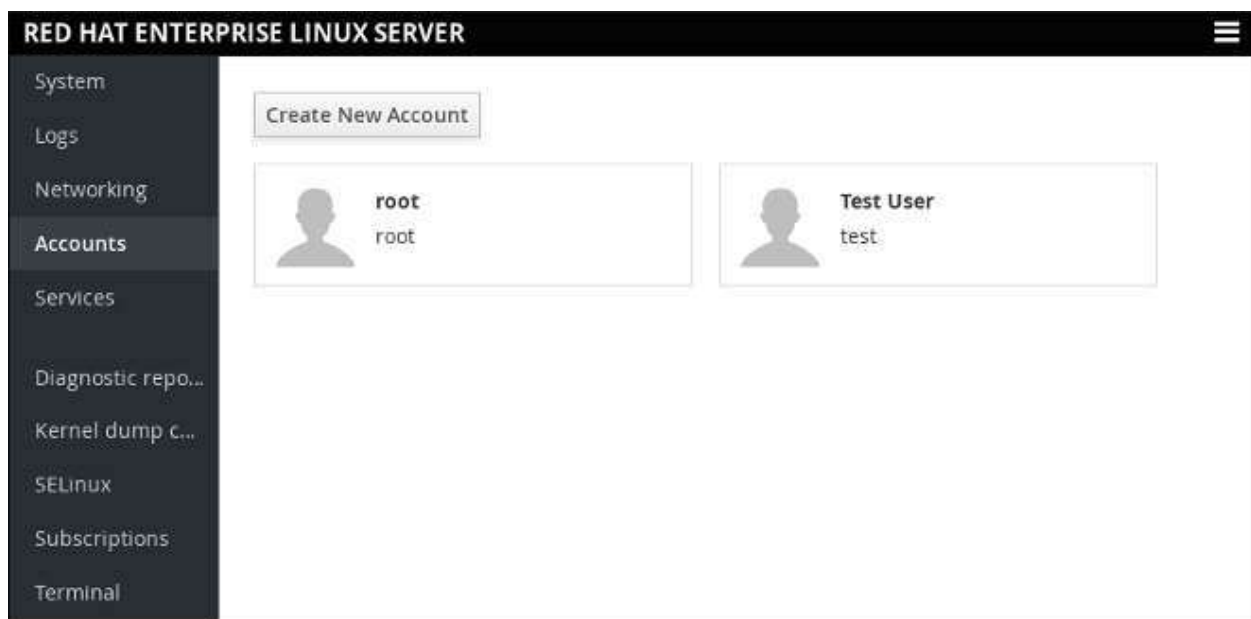 RED HAT ENTERPRISE LINUX SERVER
System
Logs
Networking
Accounts
Services
Diagnostic repo...
Kernel dump c...
SELinux
Subscriptions
Terminal
Create New Account
root
root
Test User
test